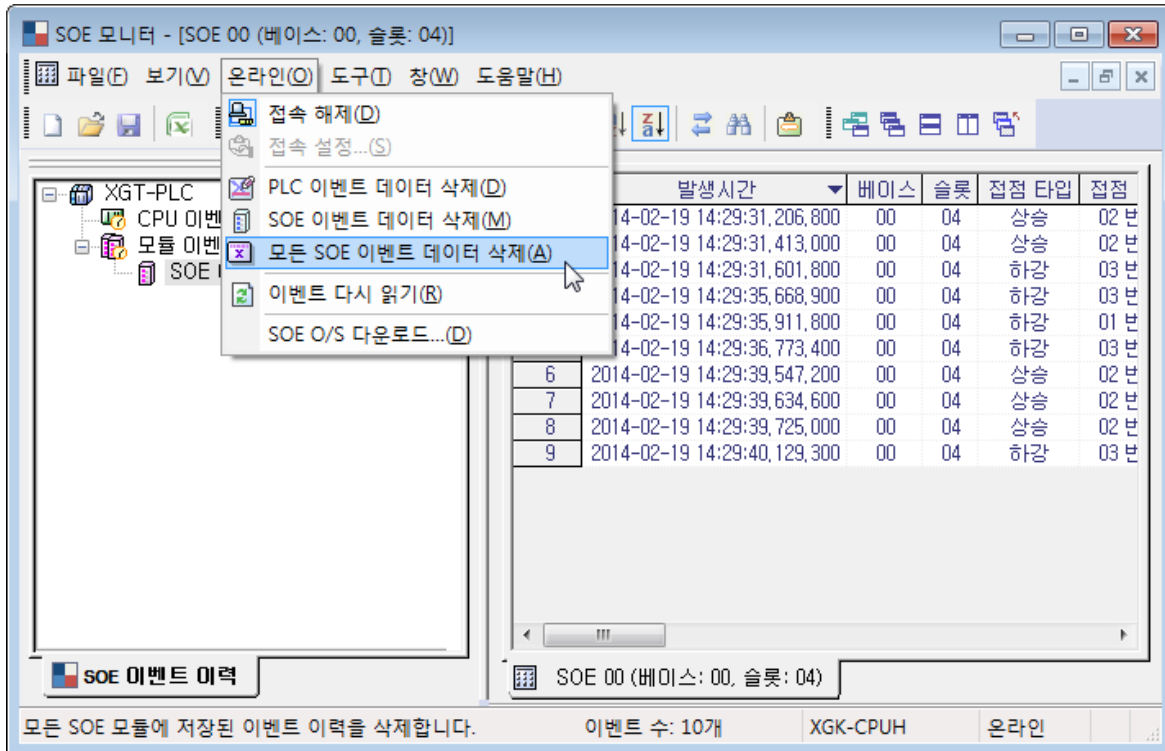 SOE 모니터 - [SOE 00 (베이스: 00, 슬롯: 04)]
파일(F) 보기(V) 온라인(O) 도구(T) 창(W) 도움말(H)
접속 해제(D)
접속 설정...(S)
PLC 이벤트 데이터 삭제(D)
SOE 이벤트 데이터 삭제(M)
모든 SOE 이벤트 데이터 삭제(A)
이벤트 다시 읽기(R)
SOE O/S 다운로드...(D)
XGT-PLC
CPU 이벤
모듈 이벤
SOE
발생시간 베이스 슬롯 접점 타입 접점
14-02-19 14:29:31,206,800 00 04 상승 02 번
14-02-19 14:29:31,413,000 00 04 상승 02 번
14-02-19 14:29:31,601,800 00 04 하강 03 번
14-02-19 14:29:35,668,900 00 04 하강 03 번
14-02-19 14:29:35,911,800 00 04 하강 01 번
14-02-19 14:29:36,773,400 00 04 하강 03 번
6 2014-02-19 14:29:39,547,200 00 04 상승 02 번
7 2014-02-19 14:29:39,634,600 00 04 상승 02 번
8 2014-02-19 14:29:39,725,000 00 04 상승 02 번
9 2014-02-19 14:29:40,129,300 00 04 하강 03 번
SOE 이벤트 이력
SOE 00 (베이스: 00, 슬롯: 04)
모든 SOE 모듈에 저장된 이벤트 이력을 삭제합니다. 이벤트 수: 10개 XGK-CPUH 온라인